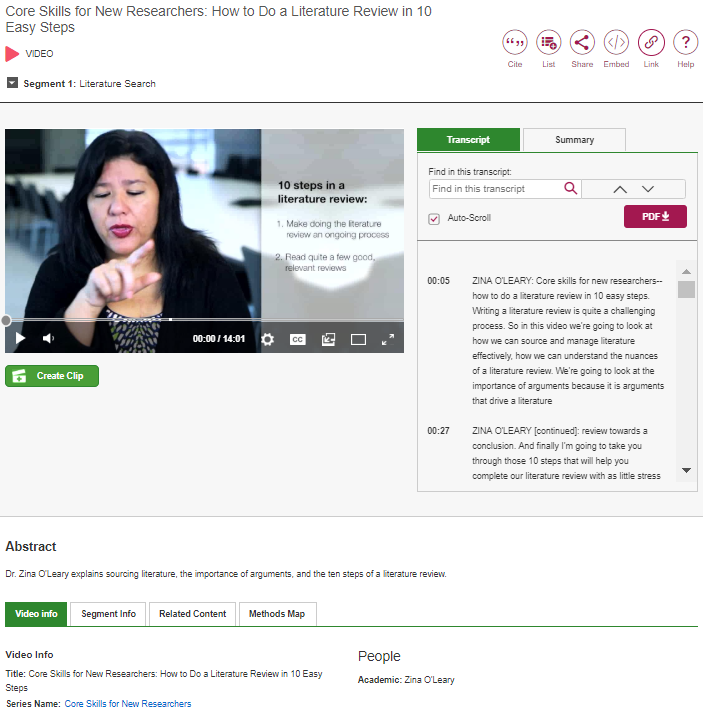 Core Skills for New Researchers: How to Do a Literature Review in 10
Easy Steps
VIDEO
Cite
List
Share
Embed
Link
Help
Segment 1: Literature Search
10 steps in a
literature review:
1. Make doing the literature
review an ongoing process
2. Read quite a few good,
relevant reviews
00:00 / 14:01
CC
Create Clip
Transcript
Summary
Find in this transcript:
Find in this transcript
Auto-Scroll
PDF
00:05
ZINA O'LEARY: Core skills for new researchers--
how to do a literature review in 10 easy steps.
Writing a literature review is quite a challenging
process. So in this video we're going to look at
how we can source and manage literature
effectively, how we can understand the nuances
of a literature review. We're going to look at the
importance of arguments because it is arguments
that drive a literature
00:27
ZINA O'LEARY [continued]: review towards a
conclusion. And finally I'm going to take you
through those 10 steps that will help you
complete our literature review with as little stress
Abstract
Dr. Zina O'Leary explains sourcing literature, the importance of arguments, and the ten steps of a literature review.
Video info
Segment Info
Related Content
Methods Map
Video Info
Title: Core Skills for New Researchers: How to Do a Literature Review in 10 Easy
Steps
Series Name: Core Skills for New Researchers
People
Academic: Zina O'Leary